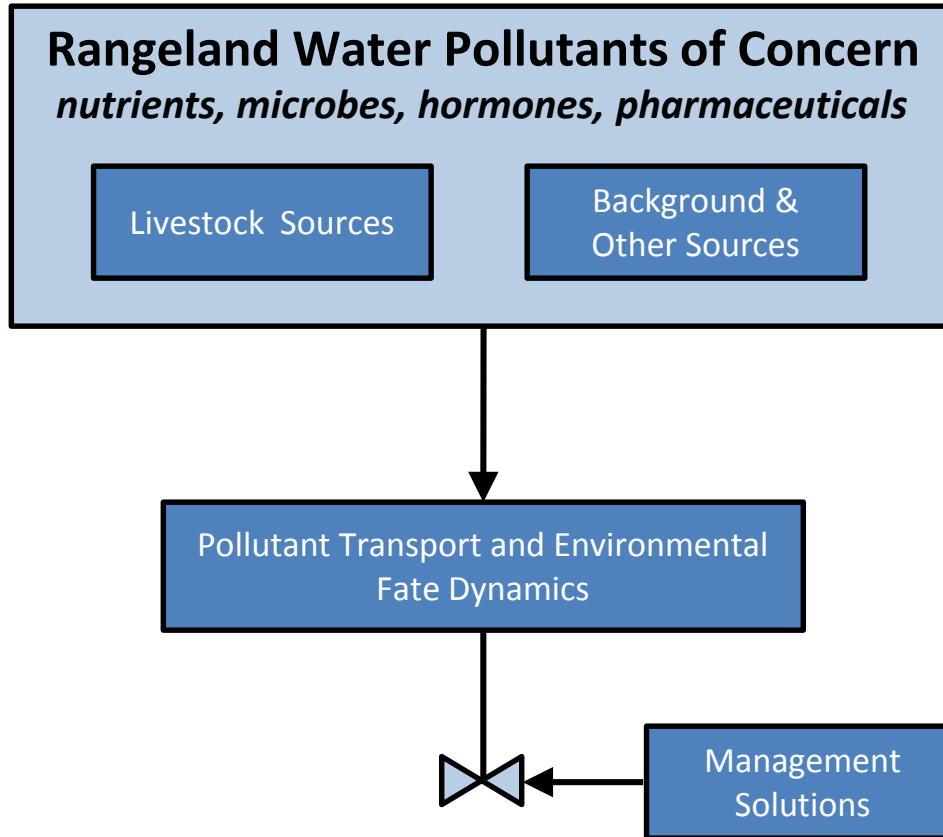 Rangeland Water Pollutants of Concern
nutrients, microbes, hormones, pharmaceuticals
Livestock Sources
Background &
Other Sources
Pollutant Transport and Environmental
Fate Dynamics
Management
Solutions